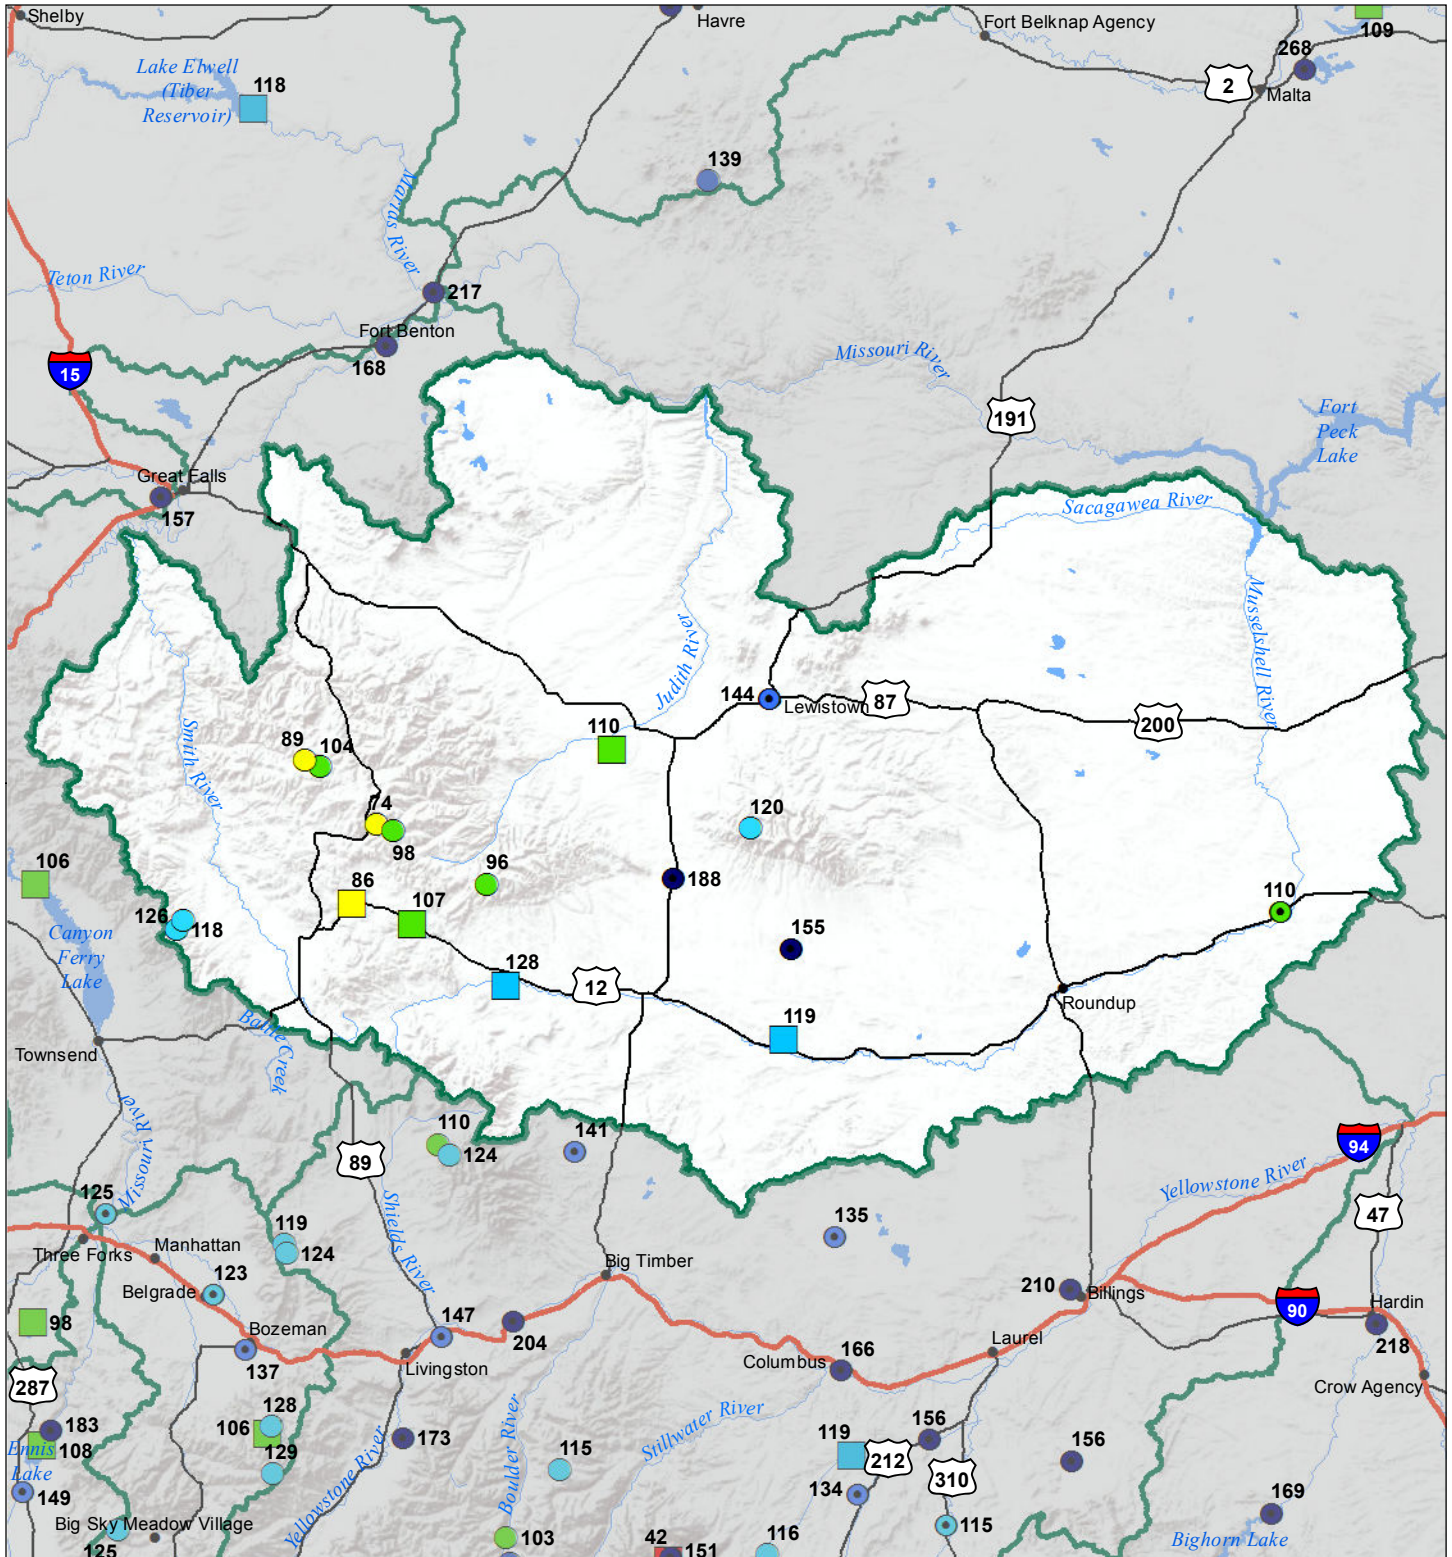 Shelby
Havre
Fort Belknap Agency
109
268
2
Malta
Lake Elwell
(Tiber
Reservoir)
118
139
Marias River
Teton River
217
Fort Benton
168
Missouri River
15
191
Fort
Peck
Lake
Great Falls
157
Sacagawea River
Musselshell River
Judith River
144
Lewistown
87
200
110
Smith River
89
104
74
98
120
96
188
106
86
107
110
126
118
155
Canyon
Ferry
Lake
128
12
Roundup
119
Battle Creek
Townsend
Missouri River
110
124
141
89
94
Yellowstone River
125
Shields River
47
135
119
124
Three Forks
Manhattan
Big Timber
Belgrade
123
210
Billings
90
Hardin
98
Bozeman
147
204
218
137
Livingston
Columbus
166
Laurel
Crow Agency
287
183
108
Ennis
Lake
128
106
129
173
Boulder River
Stillwater River
115
119
212
156
310
156
149
134
169
Yellowstone River
Big Sky
Meadow Village
125
103
42
151
116
115
Bighorn Lake